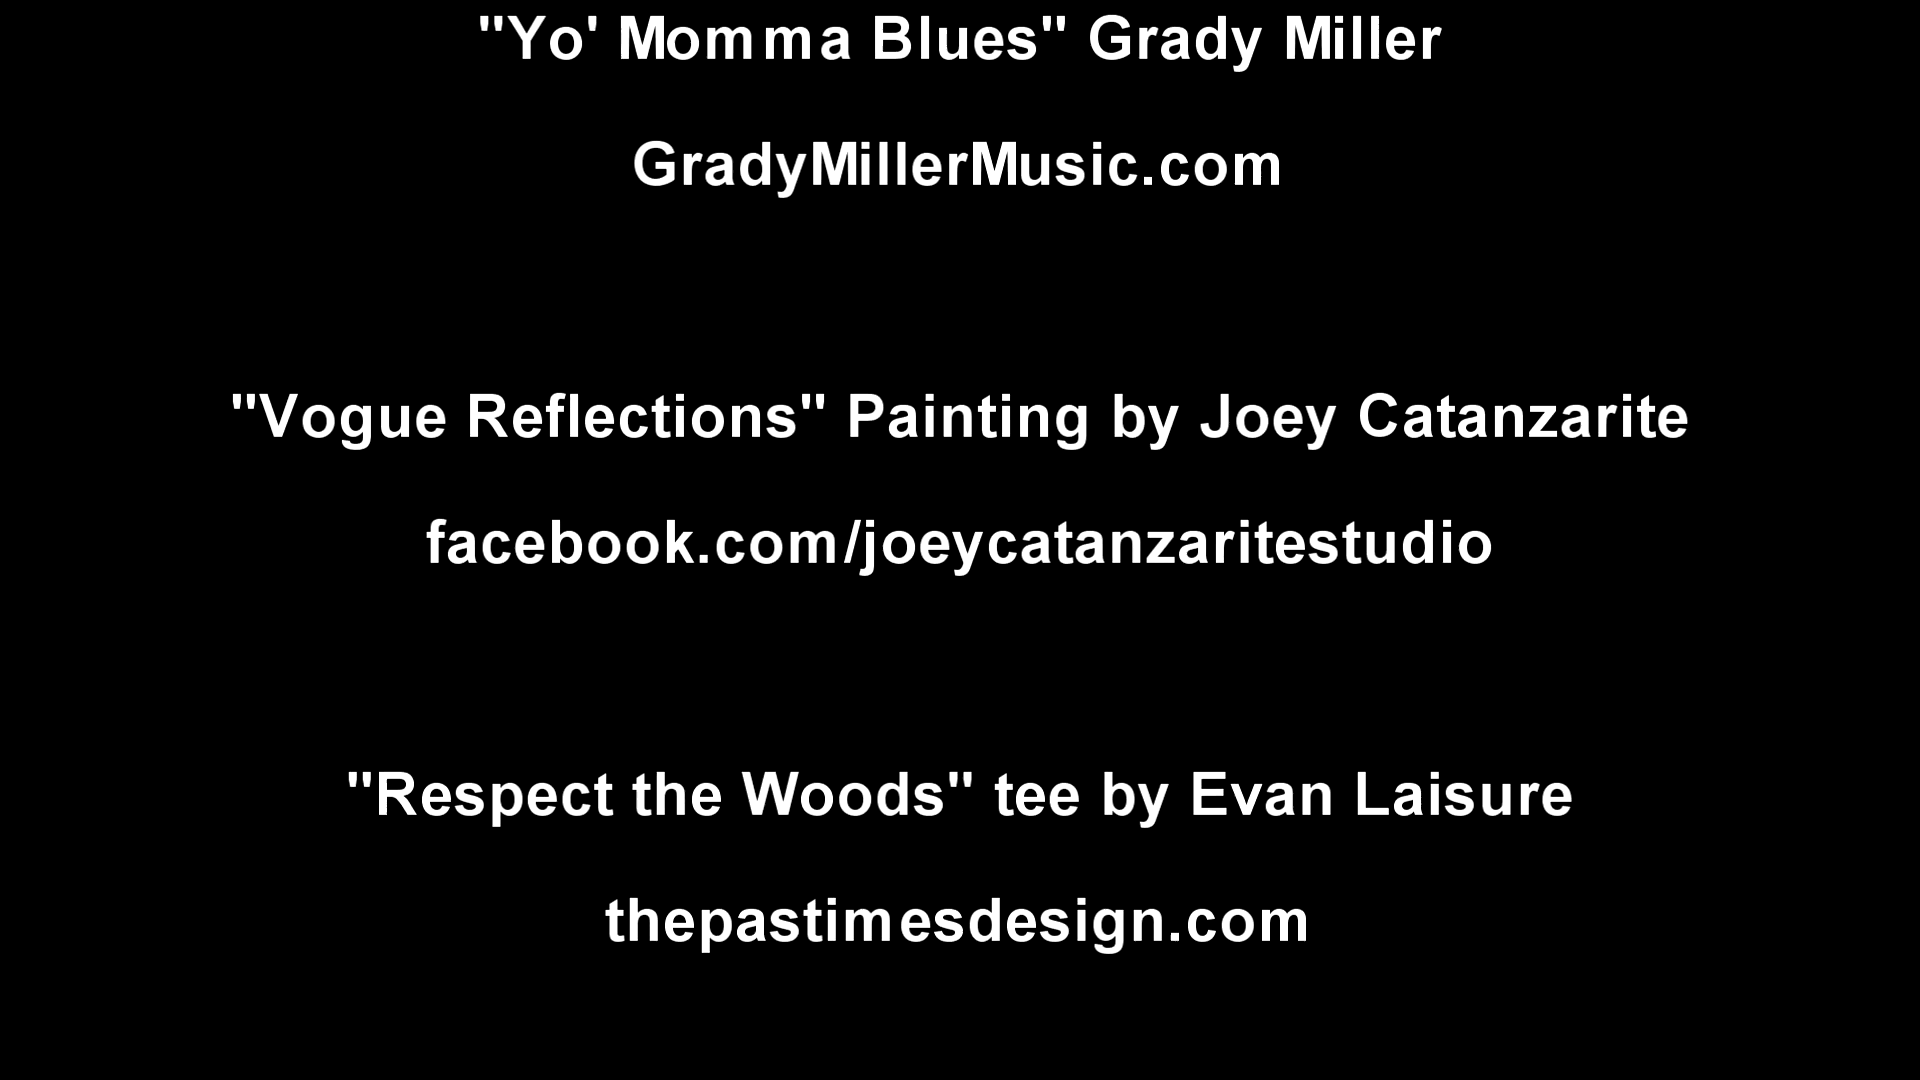 "Yo' Momma Blues" Grady Miller
GradyMillerMusic.com
"Vogue Reflections" Painting by Joey Catanzarite
facebook.com/joeycatanzaritestudio
"Respect the Woods" tee by Evan Laisure
thepastimesdesign.com